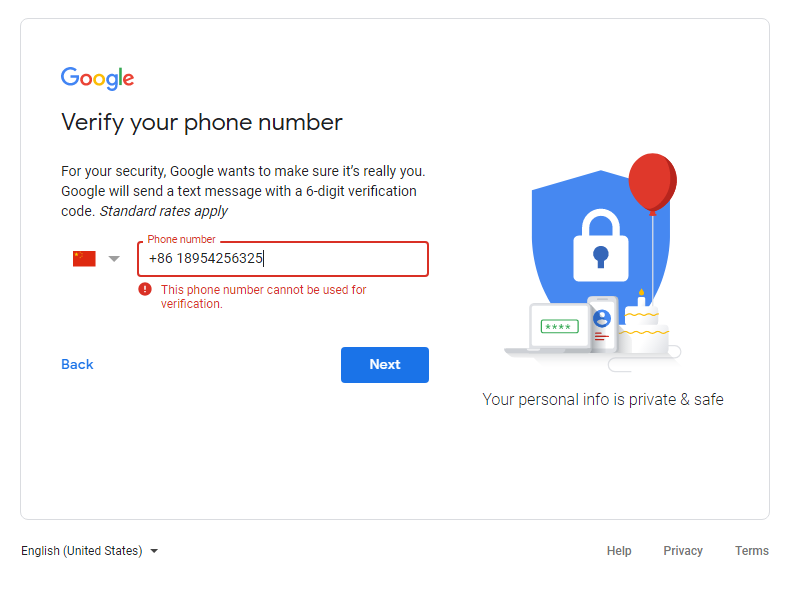 Google
Verify your phone number
For your security, Google wants to make sure it’s really you.
Google will send a text message with a 6-digit verification
code. Standard rates apply
Phone number
+86 18954256325
This phone number cannot be used for
verification.
Back
Next
****
Your personal info is private & safe
English (United States)
Help
Privacy
Terms